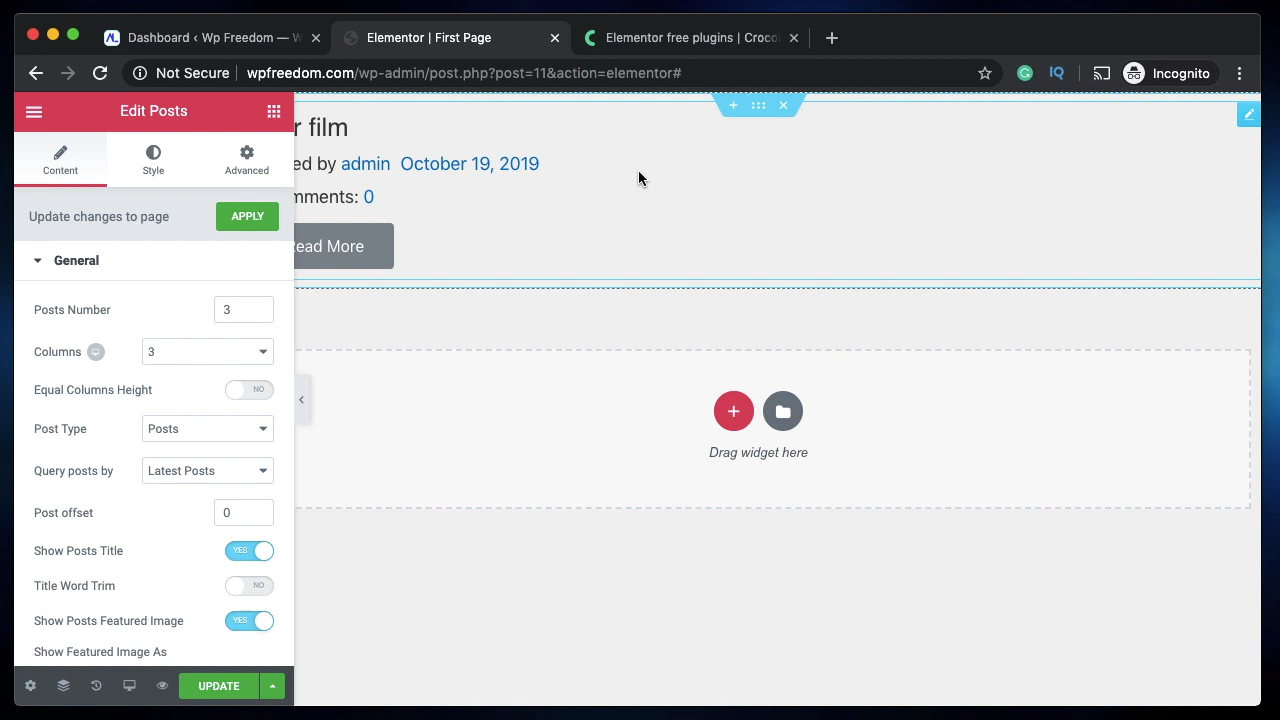 Dashboard ‹ Wp Freedom — W
Elementor | First Page
Elementor free plugins | Croco
Not Secure
wpfreedom.com/wp-admin/post.php?post=11&action=elementor#
IQ
Incognito
Edit Posts
Content
Style
Advanced
Update changes to page
APPLY
General
Posts Number
3
Columns
3
Equal Columns Height
NO
Post Type
Posts
Query posts by
Latest Posts
Post offset
0
Show Posts Title
YES
Title Word Trim
NO
Show Posts Featured Image
YES
Show Featured Image As
UPDATE
r film
ed by admin October 19, 2019
mments: 0
ead More
Drag widget here